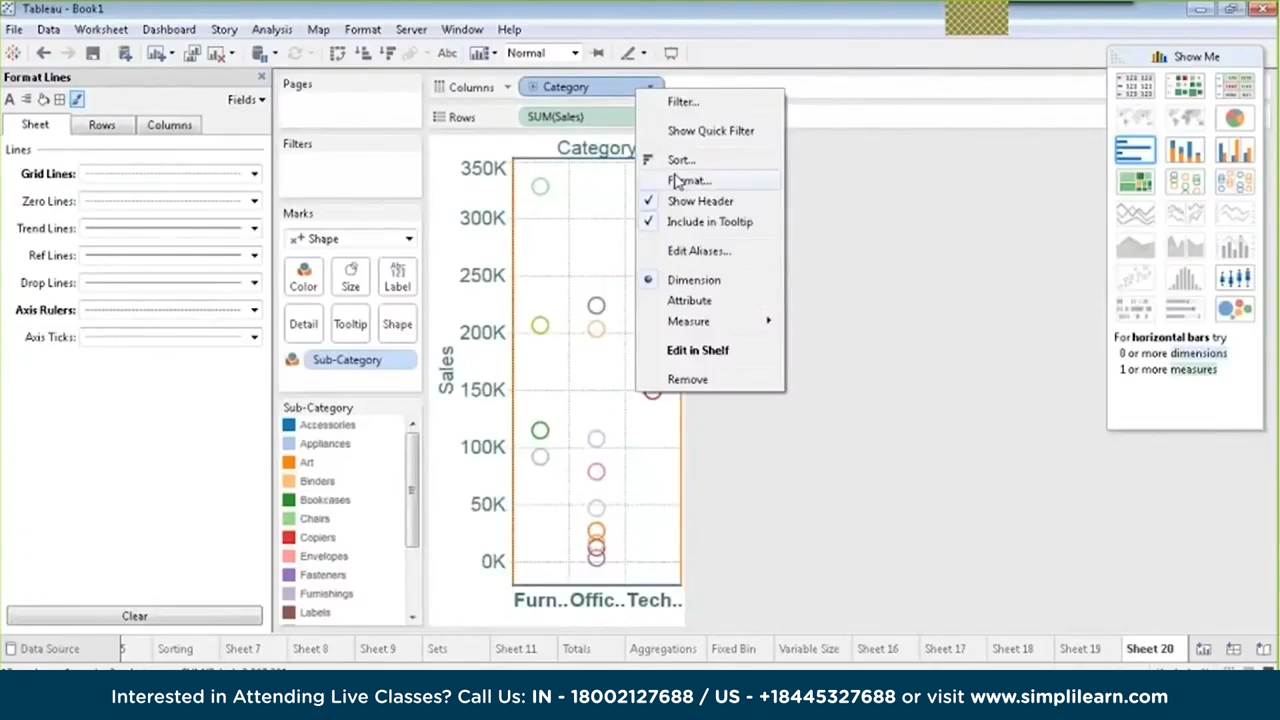 Tableau - Book1
File Data Worksheet Dashboard Story Analysis Map Format Server Window Help
Abc Normal
Format Lines
Fields
Sheet Rows Columns
Lines
Grid Lines:
Zero Lines:
Trend Lines:
Ref Lines:
Drop Lines:
Axis Rulers:
Axis Ticks:
Clear
Pages
Filters
Marks
Shape
Color Size Abc 123 Label
Detail Tooltip Shape
Sub-Category
Sub-Category
Accessories
Appliances
Art
Binders
Bookcases
Chairs
Copiers
Envelopes
Fasteners
Furnishings
Labels
Columns Category
Rows SUM(Sales)
Category
Sales
350K
300K
250K
200K
150K
100K
50K
0K
Furn.. Offic.. Tech..
Filter...
Show Quick Filter
Sort...
Format...
Show Header
Include in Tooltip
Edit Aliases...
Dimension
Attribute
Measure
Edit in Shelf
Remove
Show Me
For horizontal bars try
0 or more dimensions
1 or more measures
Data Source 5 Sorting Sheet 7 Sheet 8 Sheet 9 Sets Sheet 11 Totals Aggregations Fixed Bin Variable Size Sheet 16 Sheet 17 Sheet 18 Sheet 19 Sheet 20
Interested in Attending Live Classes? Call Us: IN - 18002127688 / US - +18445327688 or visit www.simplilearn.com